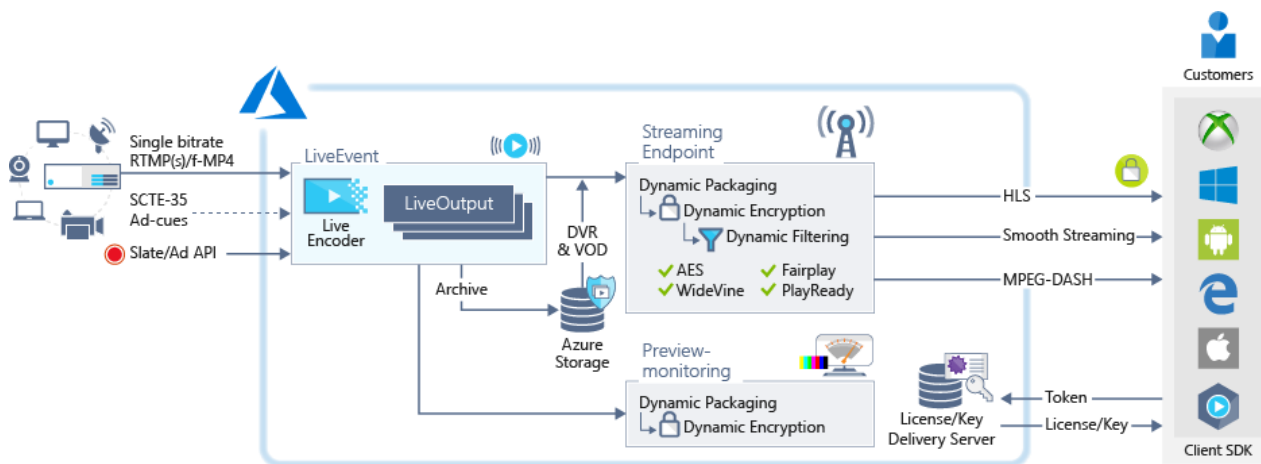 Customers
Single bitrate
RTMP(s)/f-MP4
SCTE-35
Ad-cues
Slate/Ad API
LiveEvent
Live
Encoder
LiveOutput
Archive
DVR
& VOD
Azure
Storage
Streaming
Endpoint
Dynamic Packaging
Dynamic Encryption
Dynamic Filtering
AES
Fairplay
WideVine
PlayReady
Preview-
monitoring
Dynamic Packaging
Dynamic Encryption
HLS
Smooth Streaming
MPEG-DASH
License/Key
Delivery Server
Token
License/Key
Client SDK